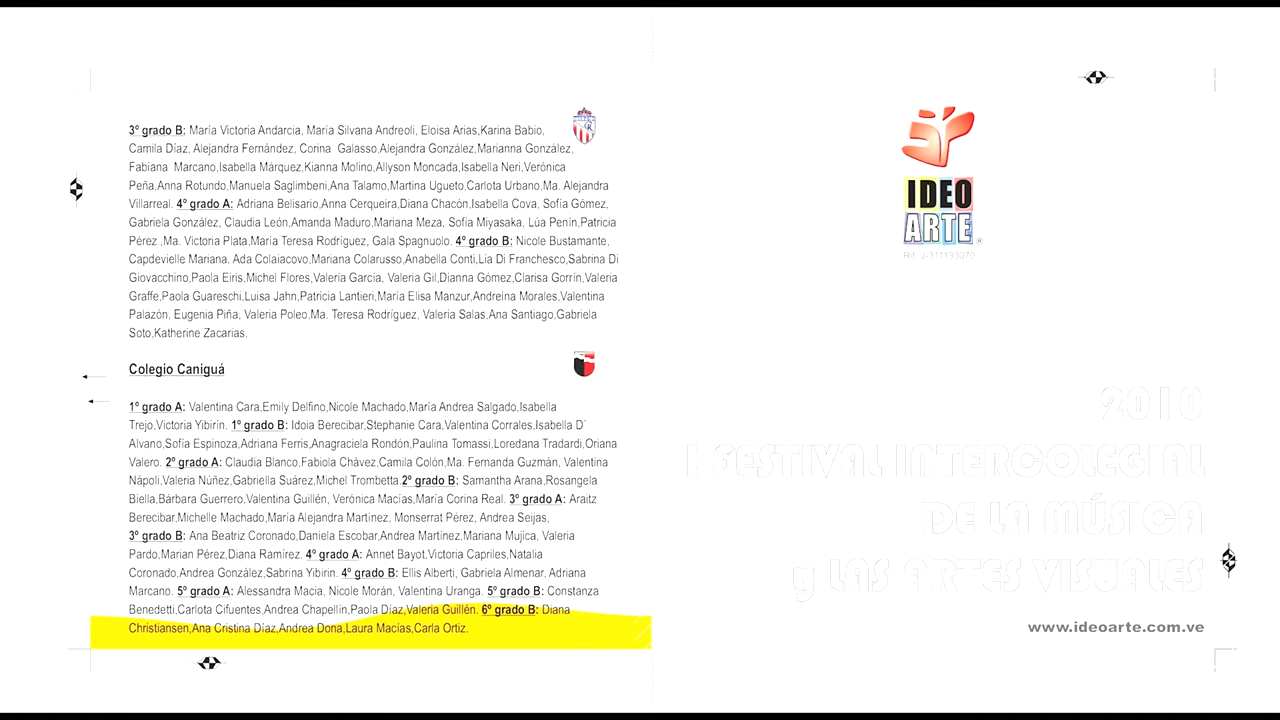 3º grado B: María Victoria Andarcia, María Silvana Andreoli, Eloisa Arias,Karina Babio,
Camila Díaz, Alejandra Fernández, Corina Galasso,Alejandra González,Marianna González,
Fabiana Marcano,Isabella Márquez,Kianna Molino,Allyson Moncada,Isabella Neri,Verónica
Peña,Anna Rotundo,Manuela Saglimbeni,Ana Talamo,Martina Ugueto,Carlota Urbano,Ma. Alejandra
Villarreal. 4º grado A: Adriana Belisario,Anna Cerqueira,Diana Chacón,Isabella Cova, Sofía Gómez,
Gabriela González, Claudia Grón,Amanda Maduro,Mariana Meza, Sofía Miyasaka, Lúa Penín,Patricia
Pérez ,Ma. Victoria Plata,María Teresa Rodríguez, Gala Spagnuolo. 4º grado B: Nicole Bustamante,
Capdevielle Mariana, Ada Colaiacovo,Mariana Colarusso,Anabella Conti,Lia Di Franchesco,Sabrina Di
Giovacchino,Paola Eiris,Michel Flores,Valeria García, Valeria Gil,Dianna Gómez,Clarisa Gorrín,Valeria
Graffe,Paola Guareschi,Luisa Jahn,Patricia Lantieri,María Elisa Manzur,Andreina Morales,Valentina
Palazón, Eugenia Piña, Valeria Poleo,Ma. Teresa Rodríguez, Valeria Salas,Ana Santiago,Gabriela
Soto,Katherine Zacarias.
Colegio Caniguá
1º grado A: Valentina Cara,Emily Delfino,Nicole Machado,María Andrea Salgado,Isabella
Trejo,Victoria Yibirín. 1º grado B: Idoia Berecibar,Stephanie Cara,Valentina Corrales,Isabella D´
Alvano,Sofía Espinoza,Adriana Ferris,Anagraciela Rondón,Paulina Tomassi,Loredana Tradardi,Oriana
Valero. 2º grado A: Claudia Blanco,Fabiola Chávez,Camila Colón,Ma. Fernanda Guzmán, Valentina
Nápoli,Valeria Núñez,Gabriella Suárez,Michel Trombetta.2º grado B: Samantha Arana,Rosangela
Biella,Bárbara Guerrero,Valentina Guillén, Verónica Macías,María Corina Real. 3º grado A: Araitz
Berecibar,Michelle Machado,María Alejandra Martínez, Monserrat Pérez, Andrea Seijas,
3º grado B: Ana Beatriz Coronado,Daniela Escobar,Andrea Martínez,Mariana Mujica, Valeria
Pardo,Marian Pérez,Diana Ramírez. 4º grado A: Annet Bayot,Victoria Capriles,Natalia
Coronado,Andrea González,Sabrina Yibirin. 4º grado B: Ellis Alberti, Gabriela Almenar, Adriana
Marcano. 5º grado A: Alessandra Macia, Nicole Morán, Valentina Uranga. 5º grado B: Constanza
Benedetti,Carlota Cifuentes,Andrea Chapellín,Paola Díaz,Valeria Guillén. 6º grado B: Diana
Christiansen,Ana Cristina Díaz,Andrea Dona,Laura Macías,Carla Ortiz.
IDEO
ARTE ®
Rif: J-311133070
2010
I FESTIVAL INTERCOLEGIAL
DE LA MÚSICA
y LAS ARTES VISUALES
www.ideoarte.com.ve